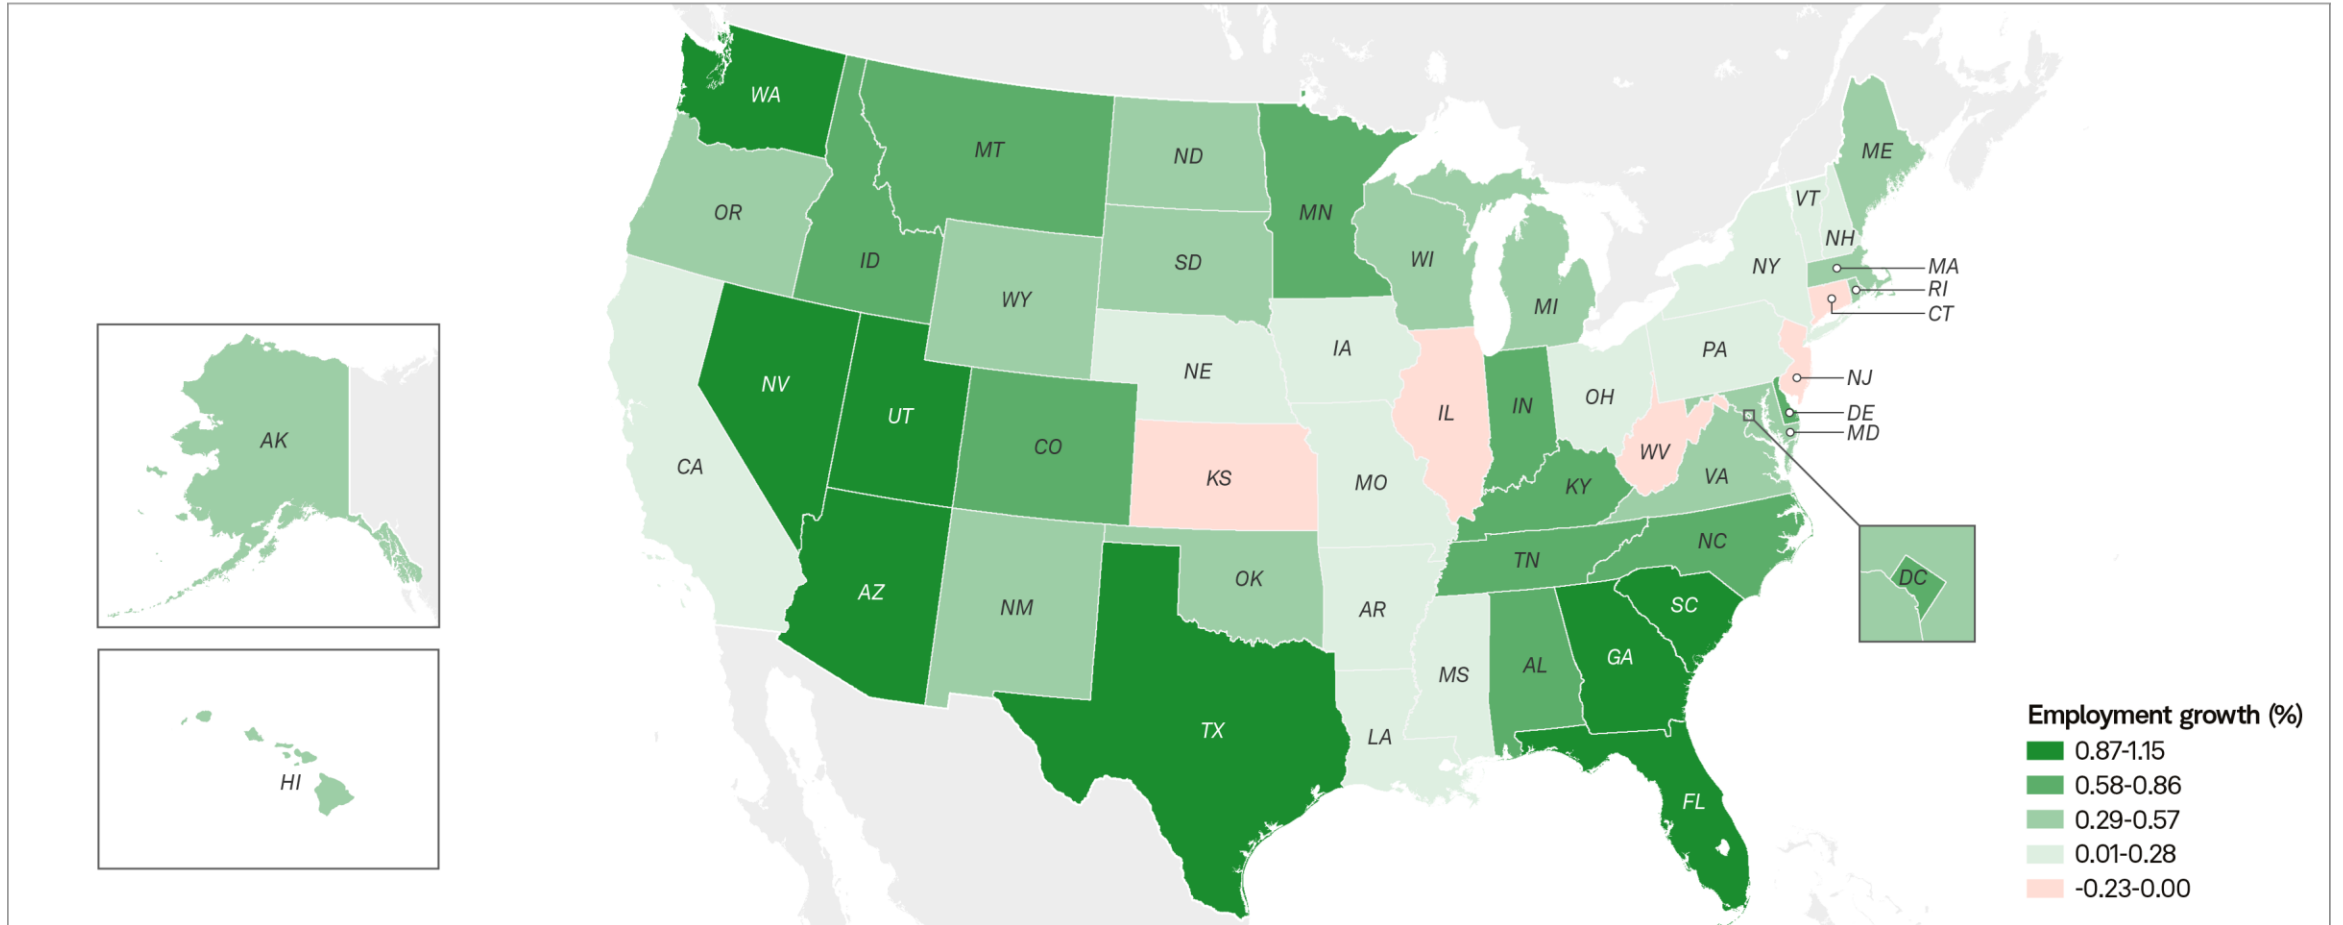 WA
MT
ND
ME
OR
MN
VT
NH
ID
SD
WI
NY
MA
RI
WY
MI
CT
IA
PA
NE
NV
OH
NJ
UT
IL
IN
DE
MD
AK
CO
WV
CA
KS
MO
KY
VA
NC
TN
OK
DC
AZ
NM
AR
SC
GA
MS
AL
TX
LA
HI
FL
Employment growth (%)
0.87-1.15
0.58-0.86
0.29-0.57
0.01-0.28
-0.23-0.00